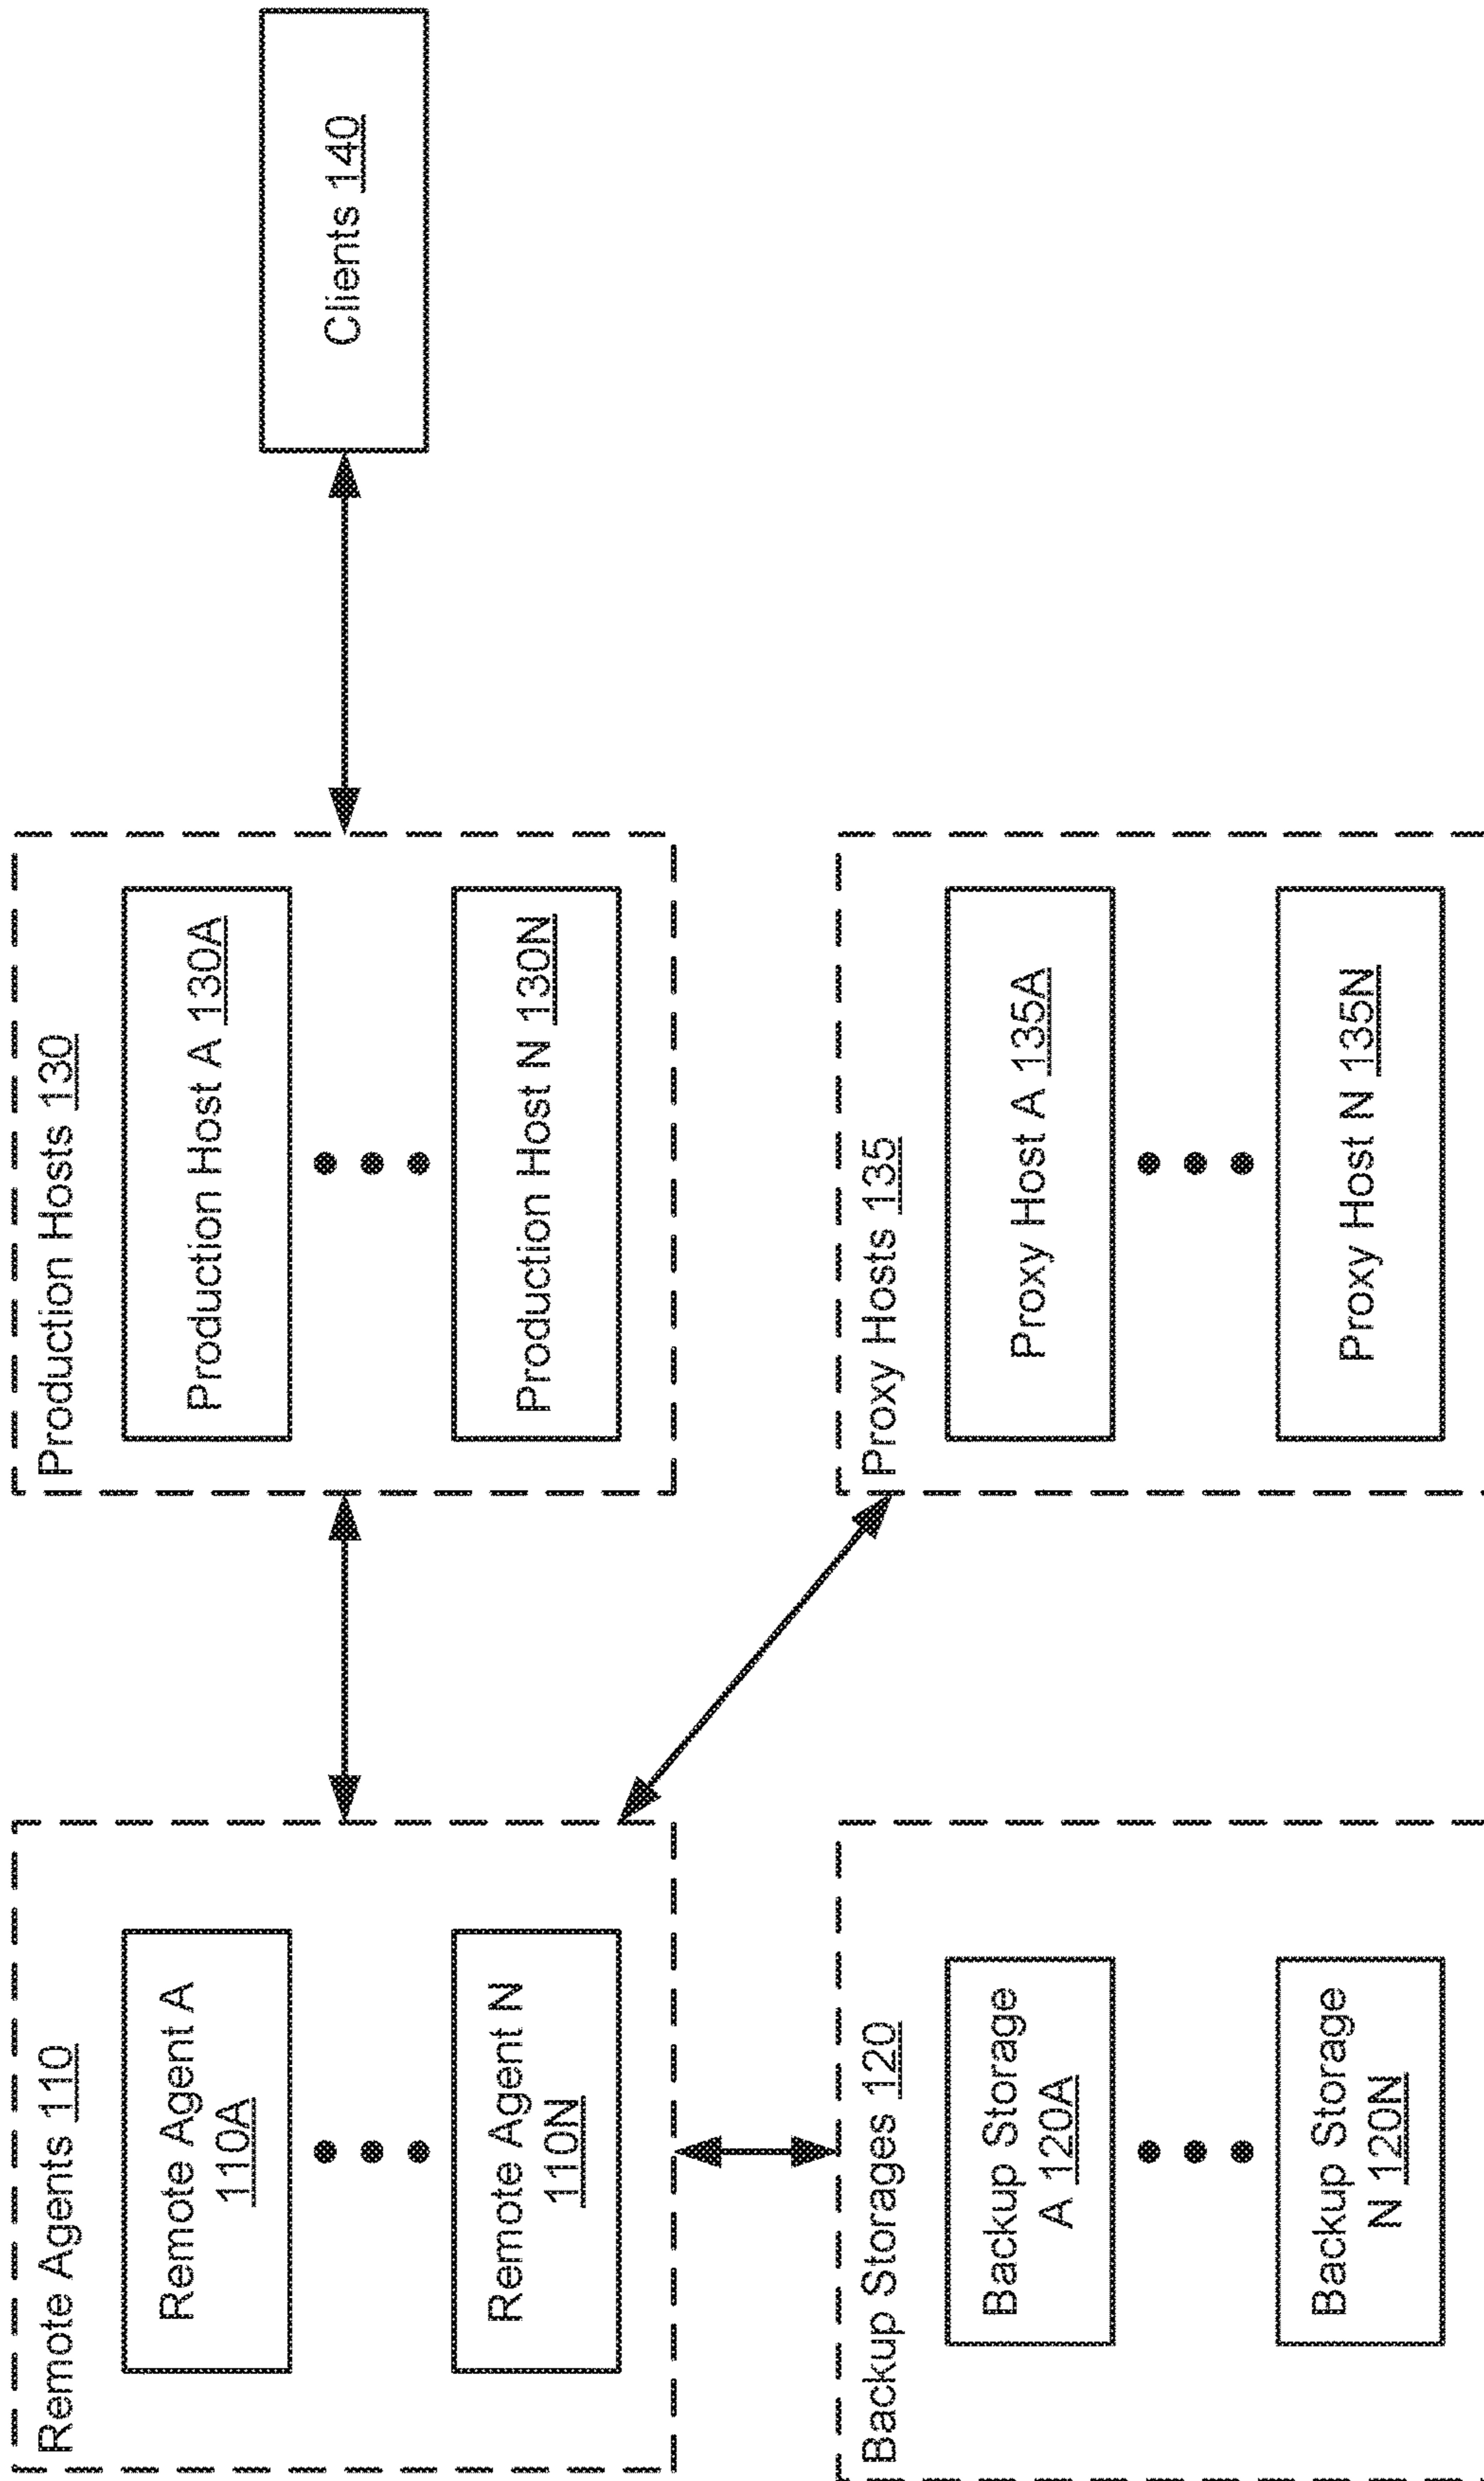 Remote Agents 110
Remote Agent A
110A
Remote Agent N
110N
Production Hosts 130
Production Host A 130A
Production Host N 130N
Clients 140
Backup Storages 120
Backup Storage
A 120A
Backup Storage
N 120N
Proxy Hosts 135
Proxy Host A 135A
Proxy Host N 135N